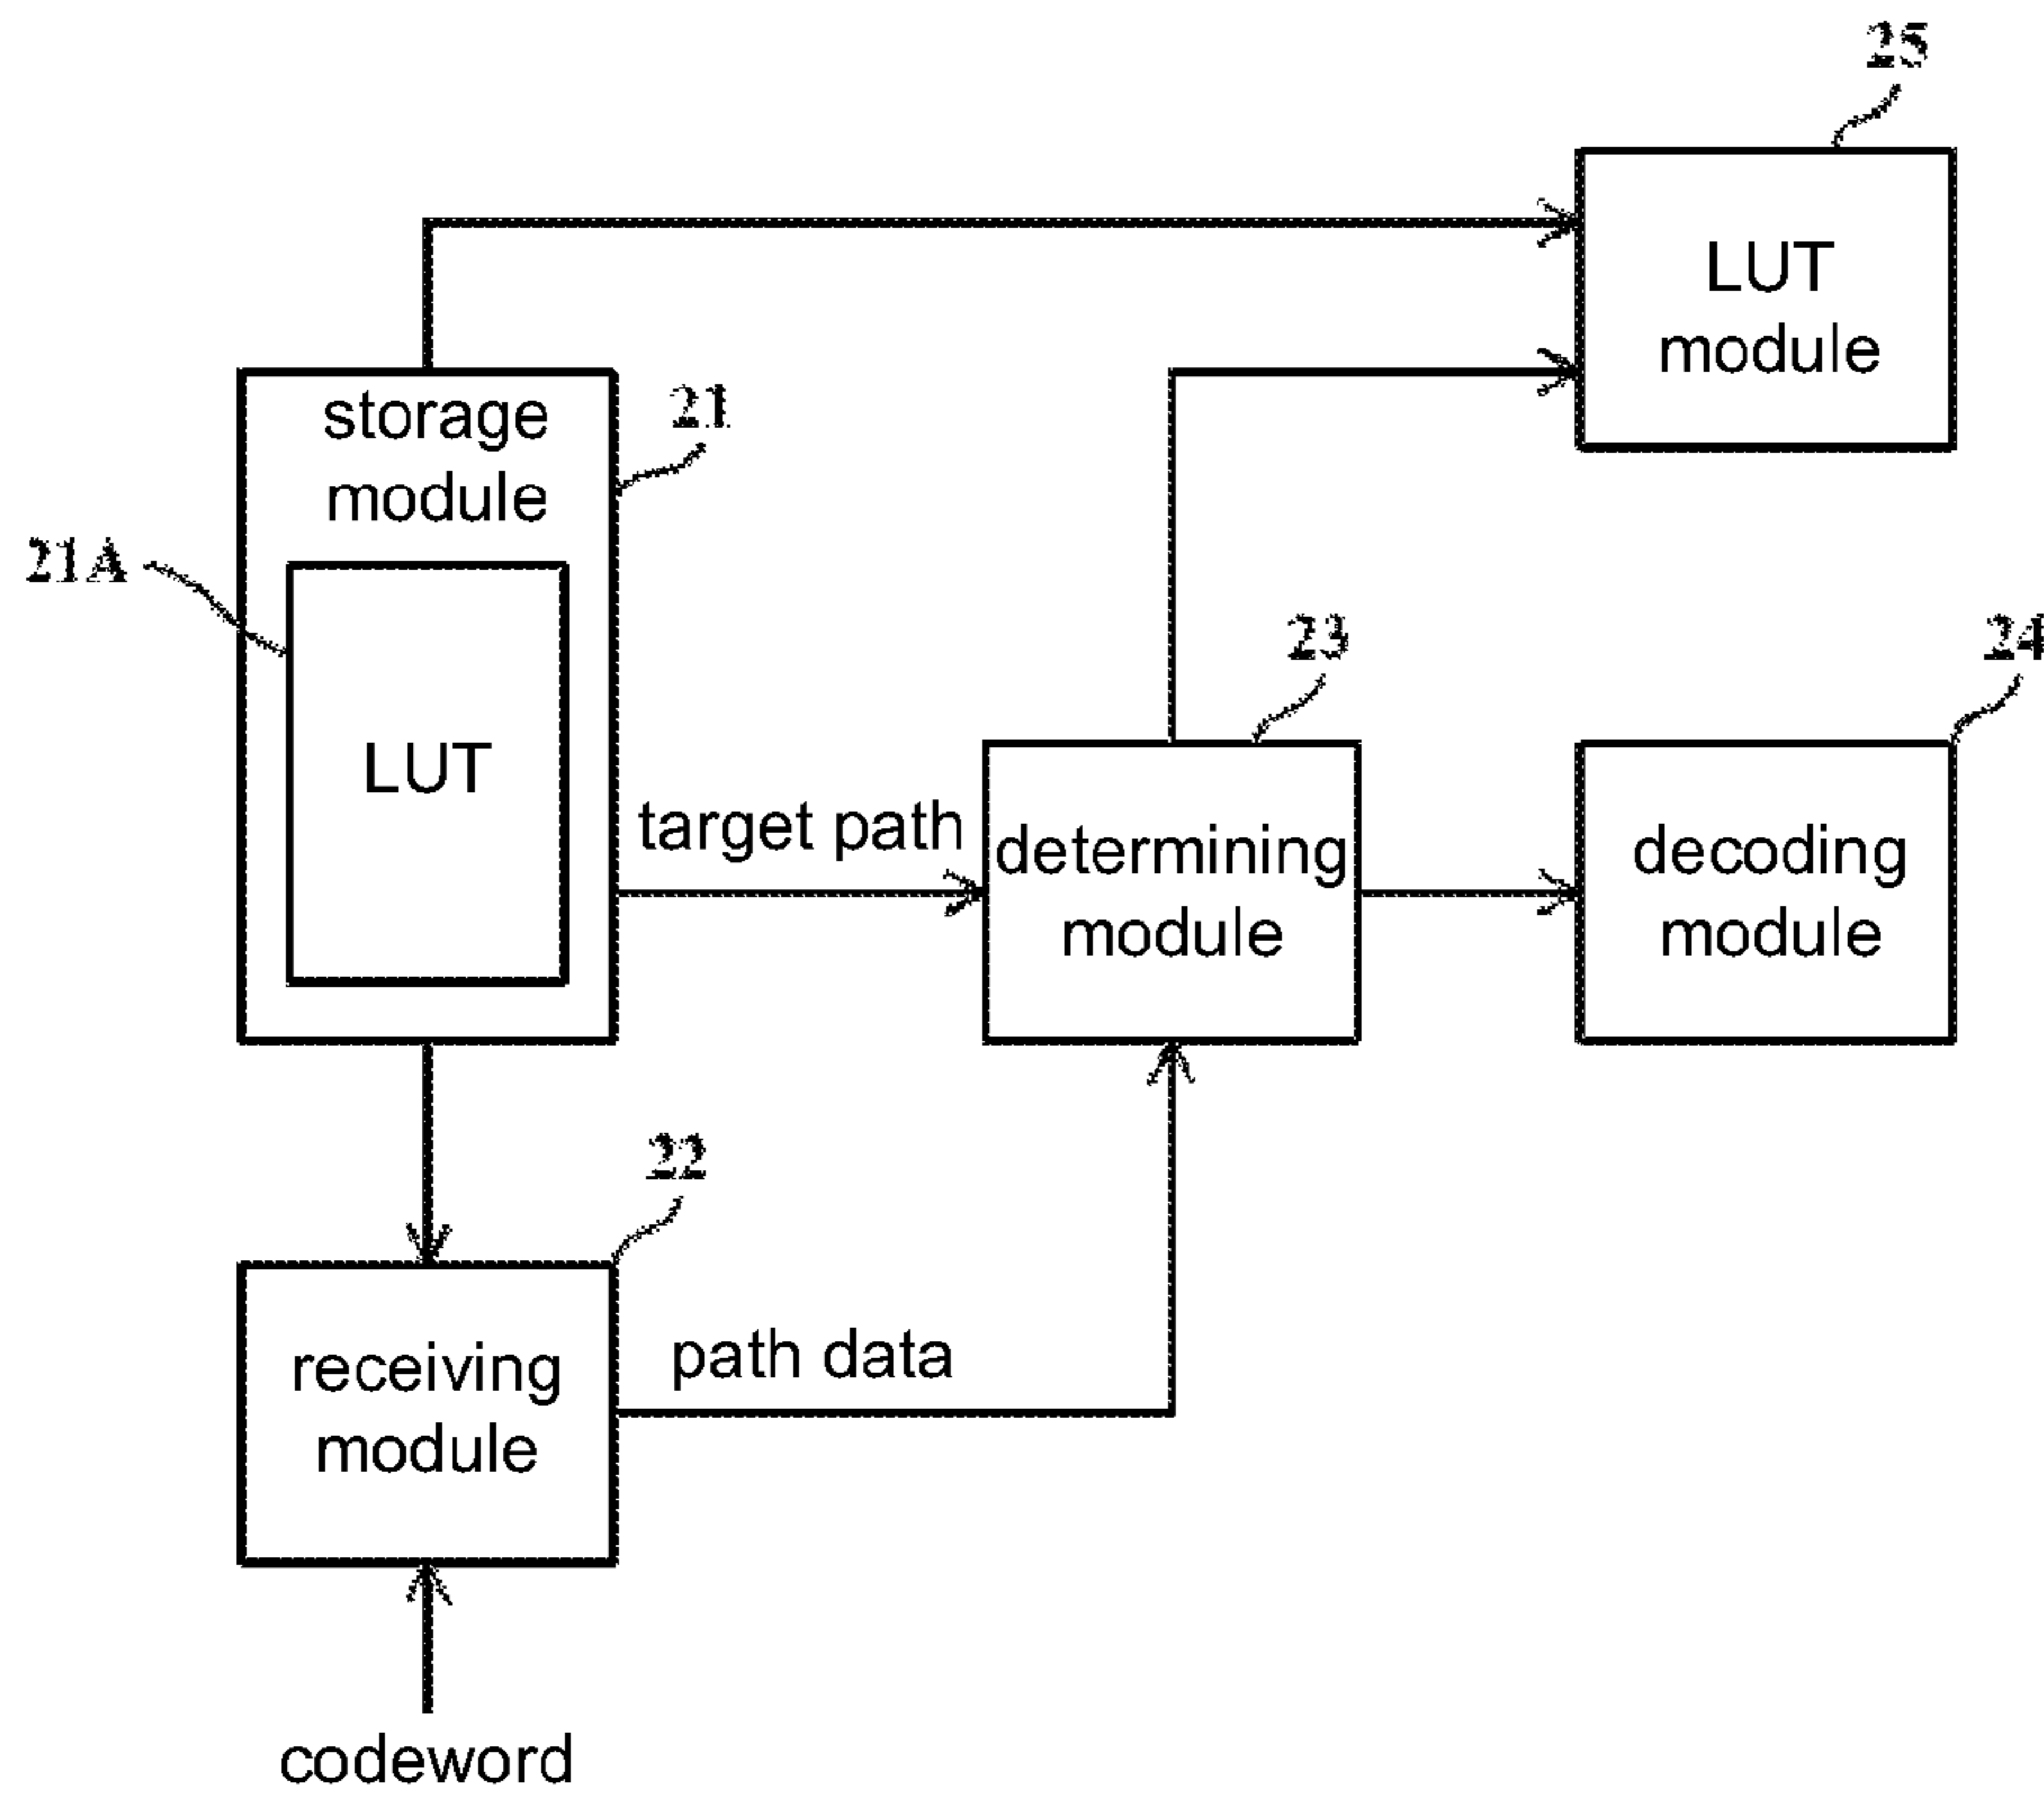 25
LUT
module
storage
module
21
21A
LUT
23
24
target path
determining
module
decoding
module
22
receiving
module
path data
codeword